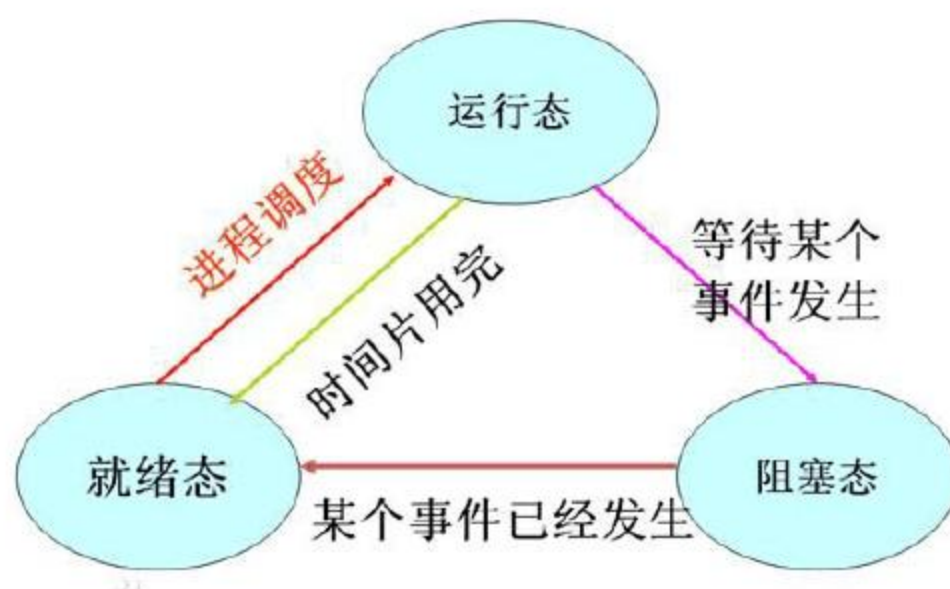 运行态
进程调度
时间片用完
等待某个
事件发生
就绪态
某个事件已经发生
阻塞态